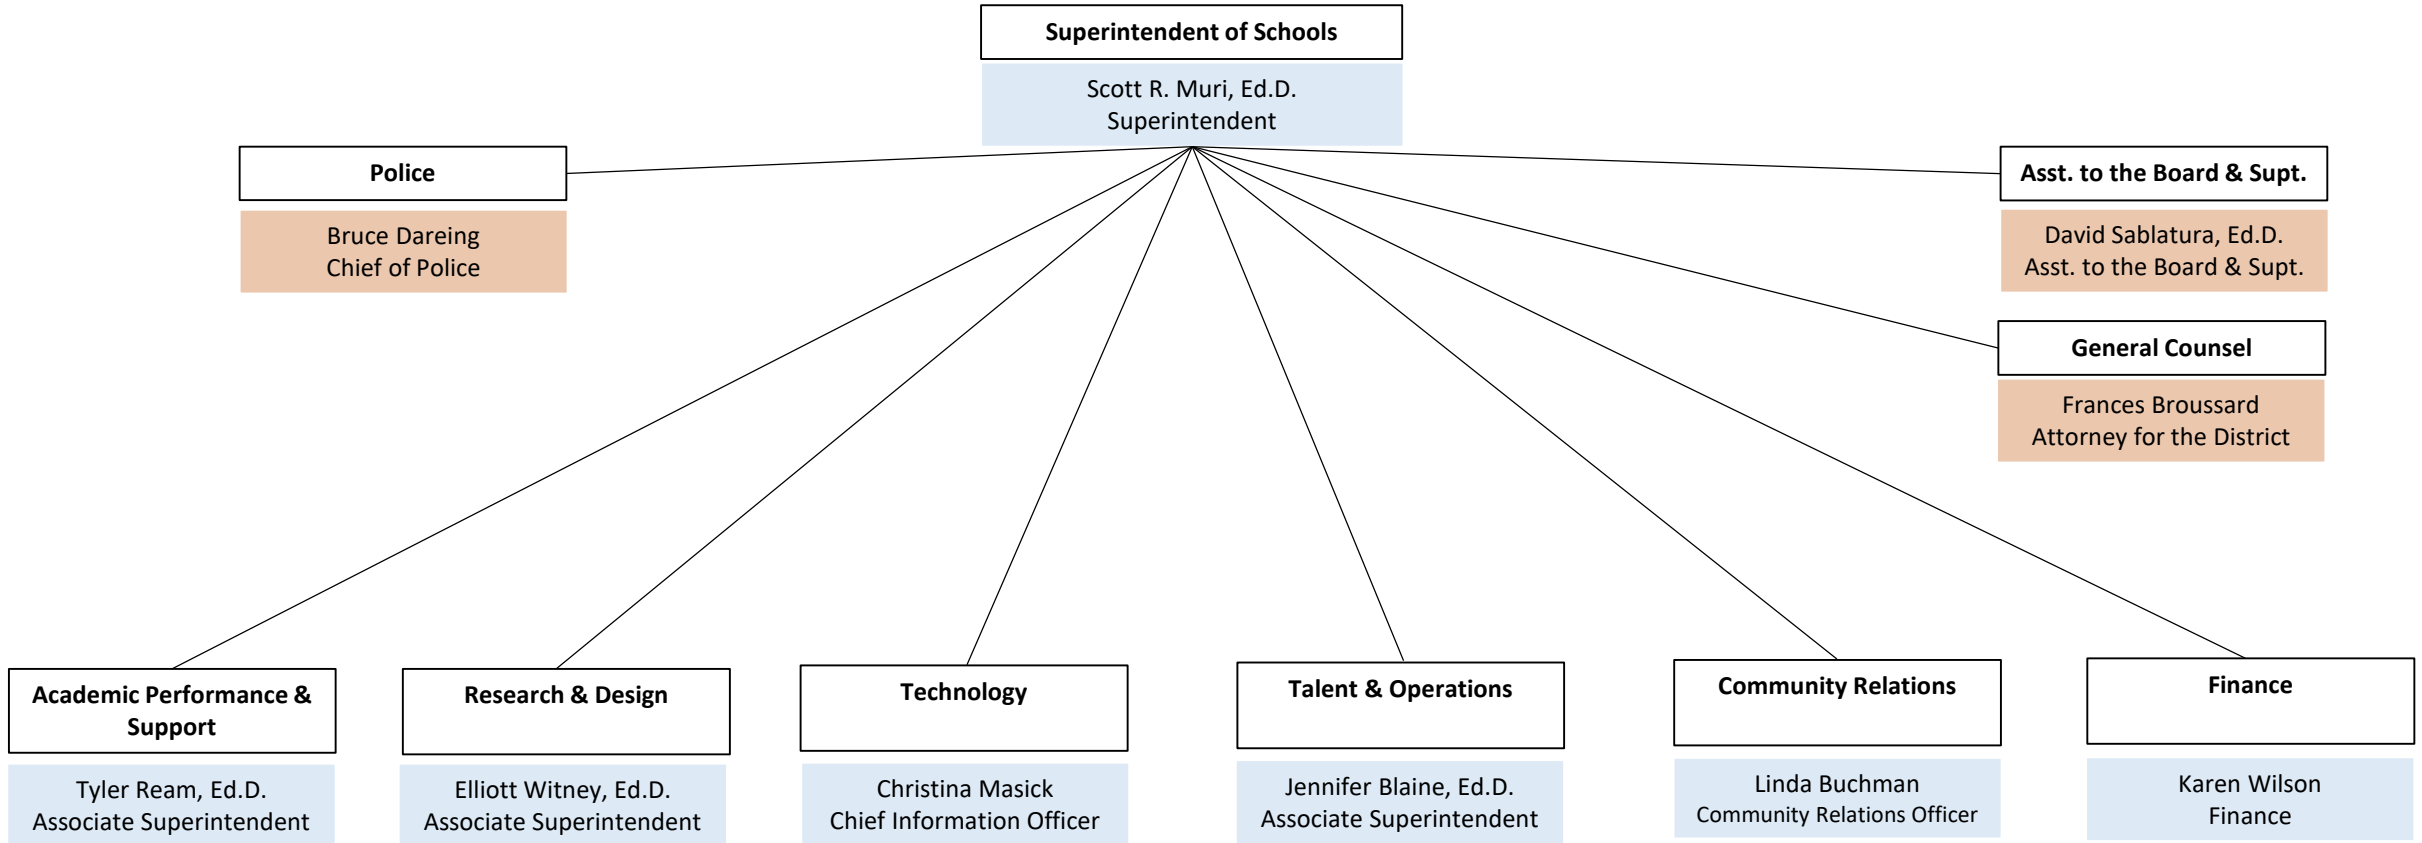 Superintendent of Schools
Scott R. Muri, Ed.D.
Superintendent
Police
Bruce Dareing
Chief of Police
Asst. to the Board & Supt.
David Sablatura, Ed.D.
Asst. to the Board & Supt.
General Counsel
Frances Broussard
Attorney for the District
Academic Performance &
Support
Tyler Ream, Ed.D.
Associate Superintendent
Research & Design
Elliott Witney, Ed.D.
Associate Superintendent
Technology
Christina Masick
Chief Information Officer
Talent & Operations
Jennifer Blaine, Ed.D.
Associate Superintendent
Community Relations
Linda Buchman
Community Relations Officer
Finance
Karen Wilson
Finance